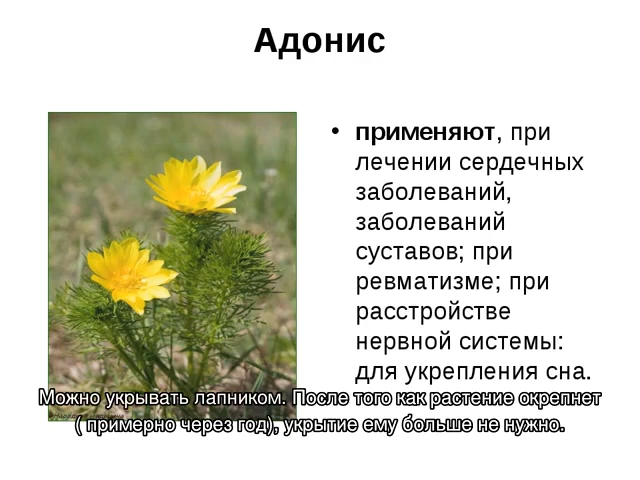 Адонис
• применяют, при
лечении сердечных
заболеваний,
заболеваний
суставов; при
ревматизме; при
расстройстве
нервной системы:
для укрепления сна.
Можно укрывать лапником. После того как растение окрепнет
( примерно через год), укрытие ему больше не нужно.